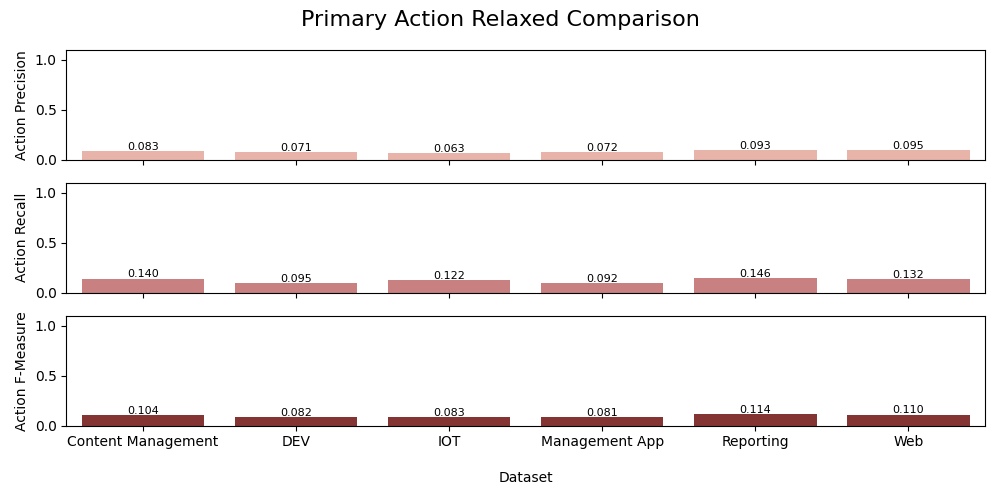 Primary Action Relaxed Comparison
Action Precision
1.0
0.5
0.0
0.083 0.071 0.063 0.072 0.093 0.095
Action Recall
1.0
0.5
0.0
0.140 0.095 0.122 0.092 0.146 0.132
Action F-Measure
1.0
0.5
0.0
0.104 0.082 0.083 0.081 0.114 0.110
Content Management DEV IOT Management App Reporting Web
Dataset